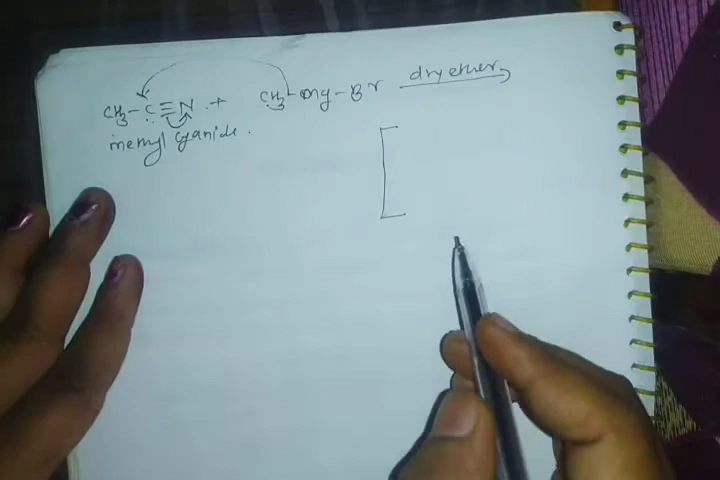 CH3-C≡N + CH3-Mg-Br dry ether
methyl cyanide.